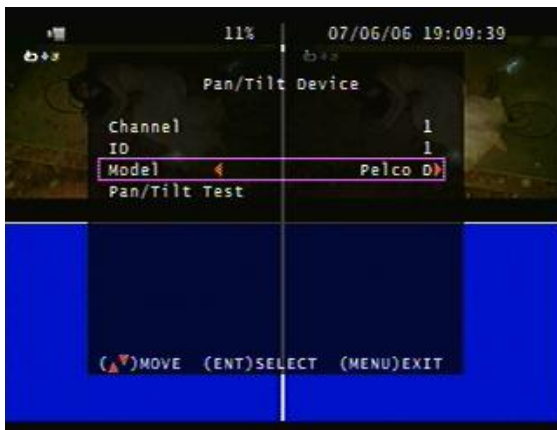 11% 07/06/06 19:09:39
Pan/Tilt Device
Channel 1
ID 1
Model Pelco D
Pan/Tilt Test
(▲▼)MOVE (ENT)SELECT (MENU)EXIT